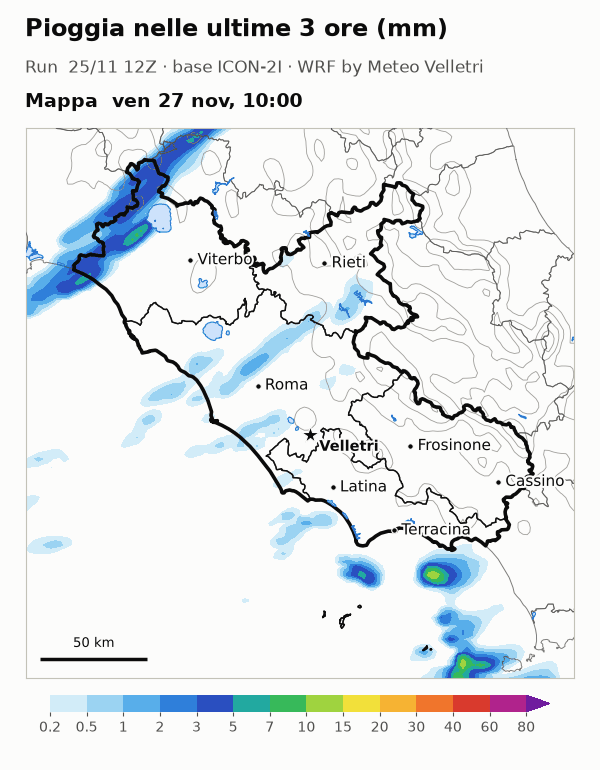 Pioggia nelle ultime 3 ore (mm)
Run 25/11 12Z · base ICON-2I · WRF by Meteo Velletri
Mappa ven 27 nov, 10:00
Viterbo
Rieti
Roma
Velletri
Frosinone
Latina
Cassino
Terracina
50 km
0.2 0.5 1 2 3 5 7 10 15 20 30 40 60 80